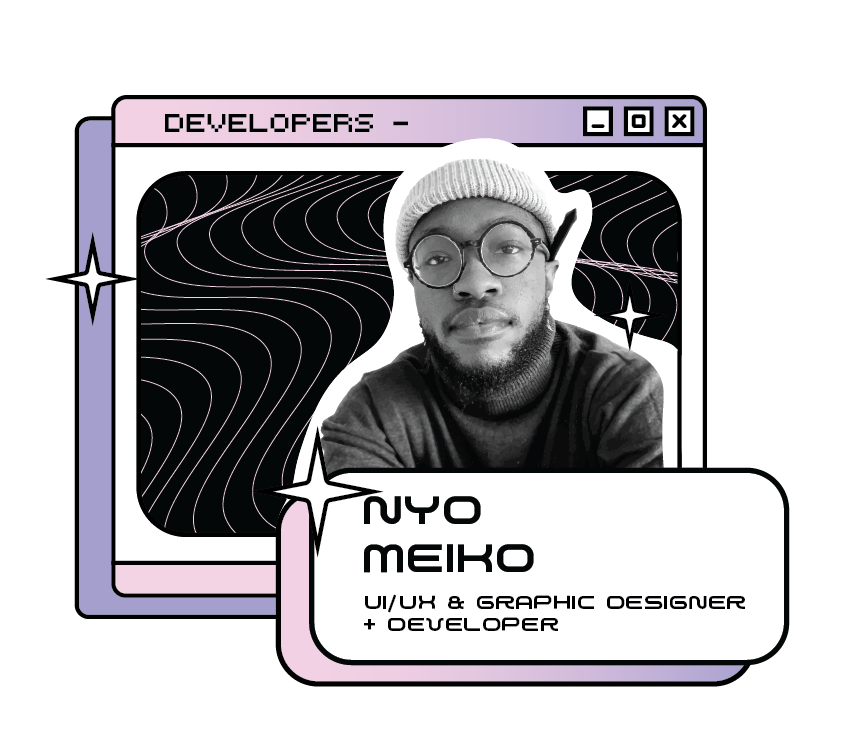 DEVELOPERS -
NYO
MEIKO
UI/UX & GRAPHIC DESIGNER
+ DEVELOPER